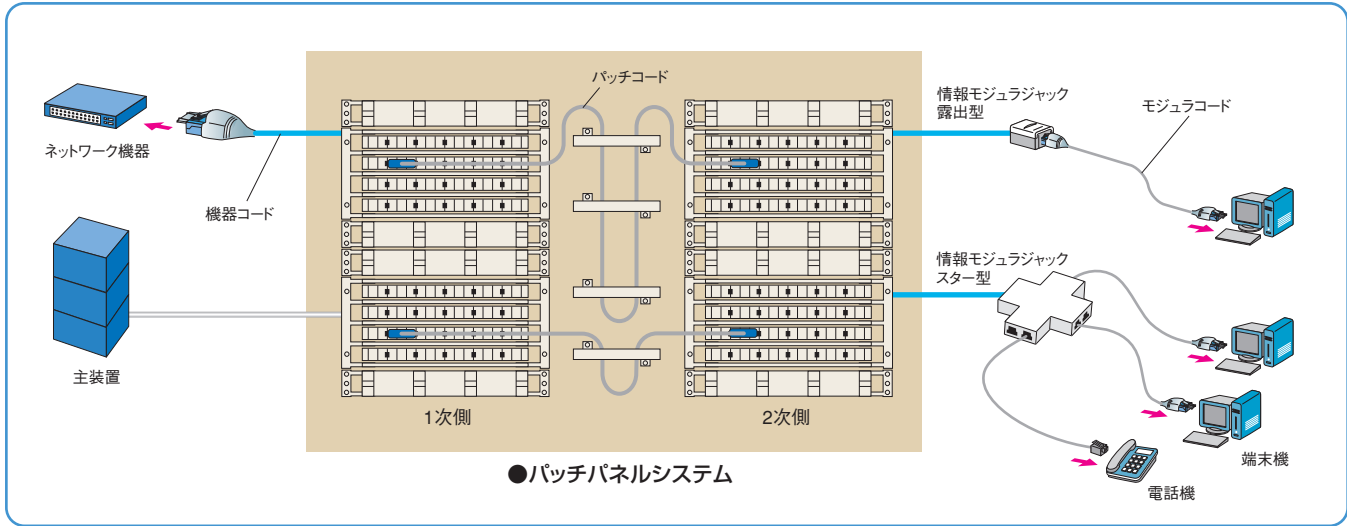 ネットワーク機器
機器コード
主装置
パッチコード
1次側
2次側
●パッチパネルシステム
情報モジュラジャック
露出型
モジュラコード
情報モジュラジャック
スター型
端末機
電話機